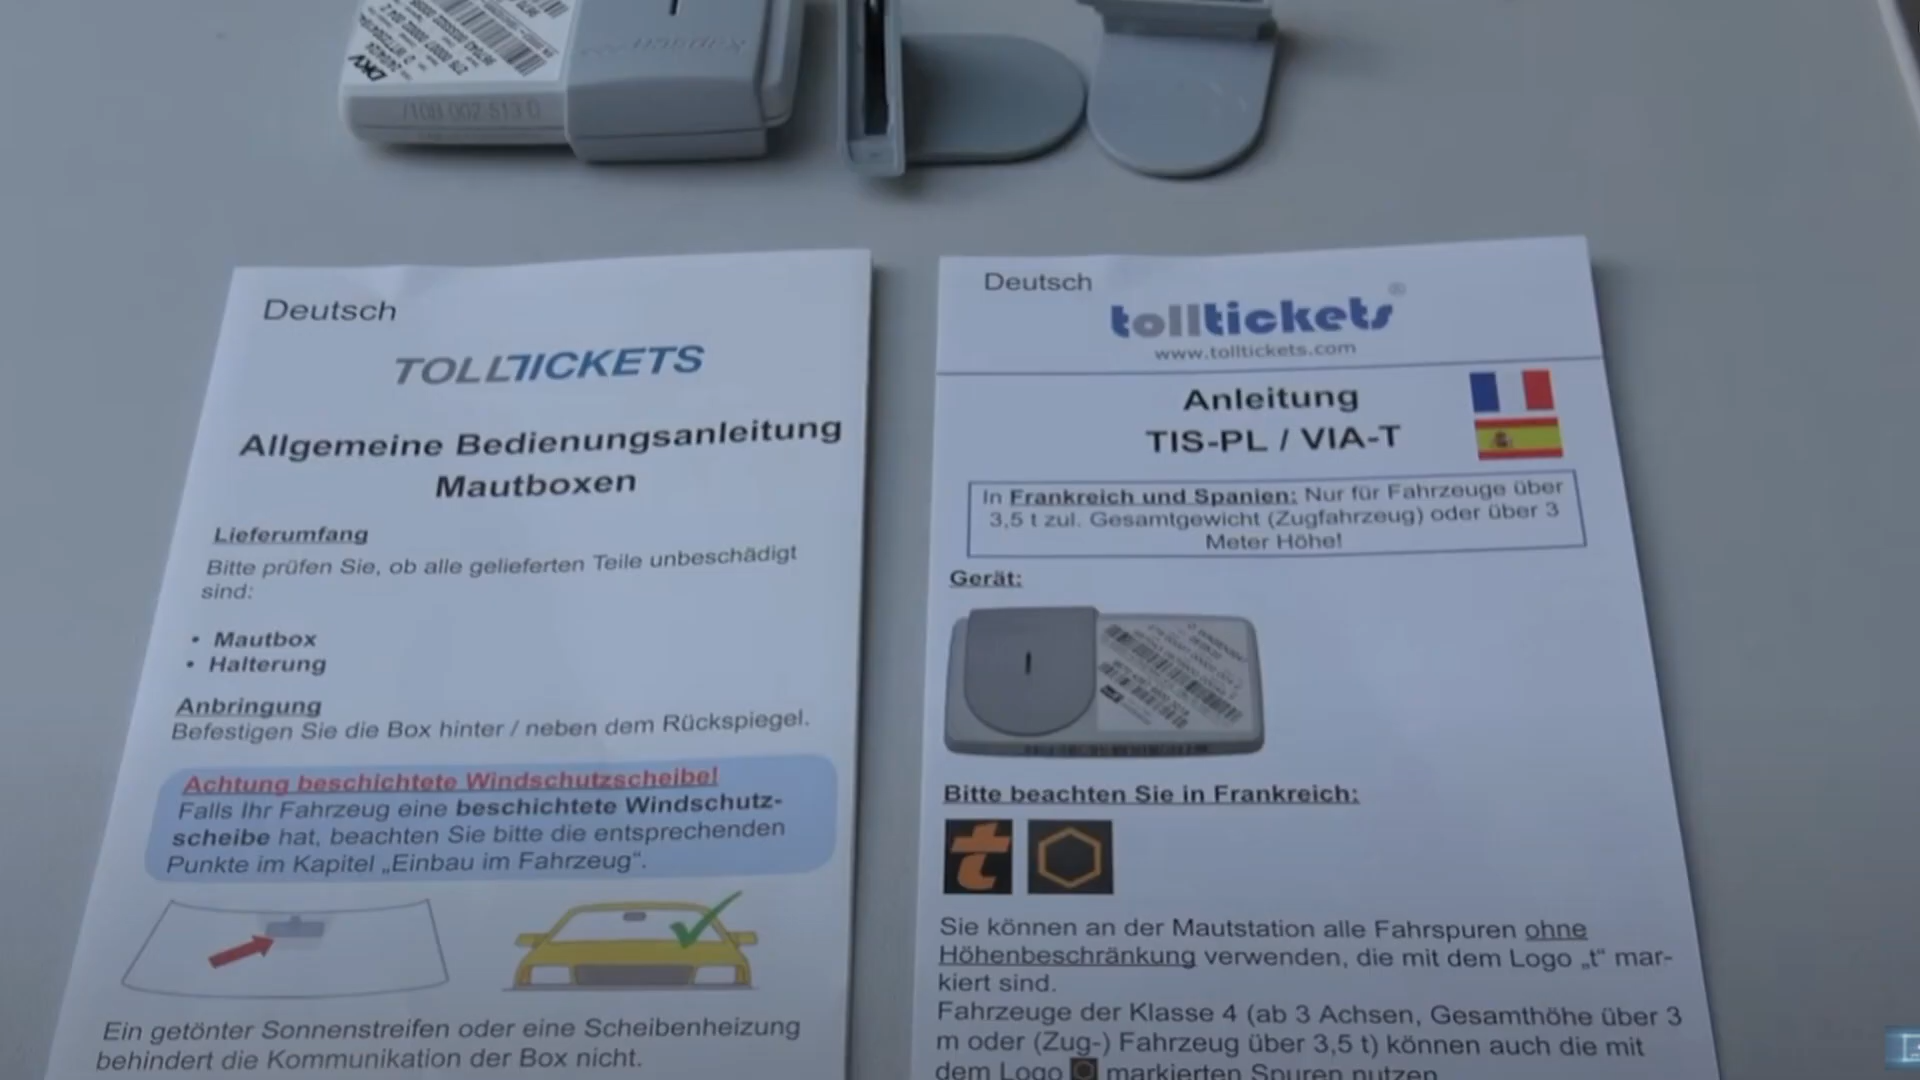 DKV
710B 002 513 D
kapsch
Deutsch
TOLLTICKETS
Allgemeine Bedienungsanleitung
Mautboxen
Lieferumfang
Bitte prüfen Sie, ob alle gelieferten Teile unbeschädigt
sind:
• Mautbox
• Halterung
Anbringung
Befestigen Sie die Box hinter / neben dem Rückspiegel.
Achtung beschichtete Windschutzscheibe!
Falls Ihr Fahrzeug eine beschichtete Windschutz-
scheibe hat, beachten Sie bitte die entsprechenden
Punkte im Kapitel „Einbau im Fahrzeug“.
Ein getönter Sonnenstreifen oder eine Scheibenheizung
behindert die Kommunikation der Box nicht.
Deutsch
tolltickets®
www.tolltickets.com
Anleitung
TIS-PL / VIA-T
In Frankreich und Spanien: Nur für Fahrzeuge über
3,5 t zul. Gesamtgewicht (Zugfahrzeug) oder über 3
Meter Höhe!
Gerät:
Bitte beachten Sie in Frankreich:
t
Sie können an der Mautstation alle Fahrspuren ohne
Höhenbeschränkung verwenden, die mit dem Logo „t“ mar-
kiert sind.
Fahrzeuge der Klasse 4 (ab 3 Achsen, Gesamthöhe über 3
m oder (Zug-) Fahrzeug über 3,5 t) können auch die mit
dem Logo markierten Spuren nutzen.